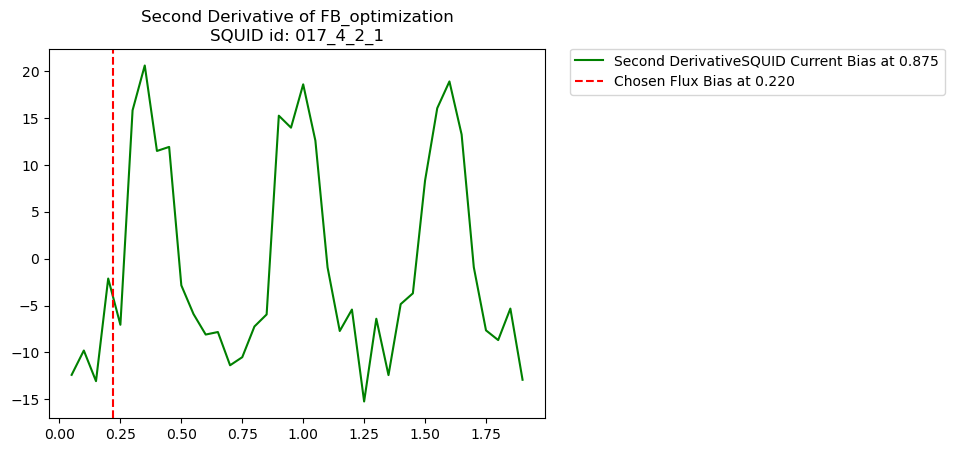 Second Derivative of FB_optimization
SQUID id: 017_4_2_1
Second DerivativeSQUID Current Bias at 0.875
Chosen Flux Bias at 0.220
20
15
10
5
0
−5
−10
−15
0.00 0.25 0.50 0.75 1.00 1.25 1.50 1.75